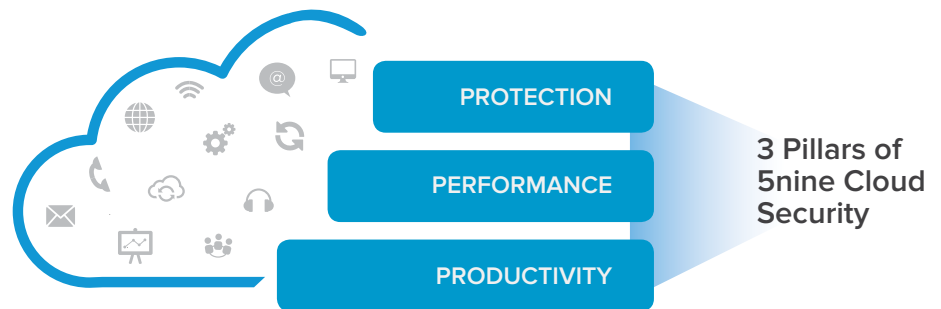 @
PROTECTION
PERFORMANCE
PRODUCTIVITY
3 Pillars of
5nine Cloud
Security